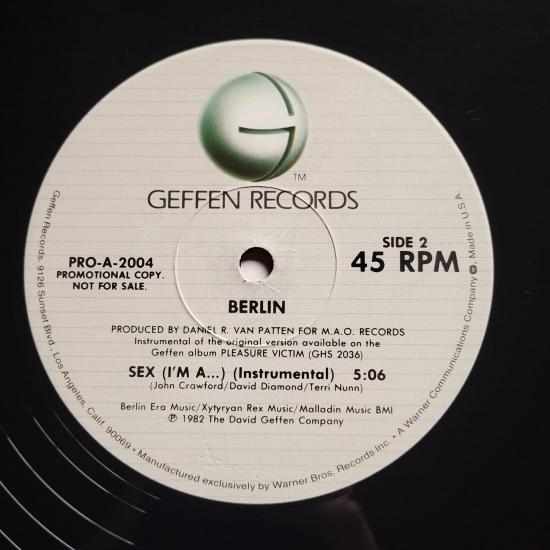 G
TM
GEFFEN RECORDS
PRO-A-2004
PROMOTIONAL COPY.
NOT FOR SALE.
SIDE 2
45 RPM
BERLIN
PRODUCED BY DANIEL R. VAN PATTEN FOR M.A.O. RECORDS
Instrumental of the original version available on the
Geffen album PLEASURE VICTIM (GHS 2036)
SEX (I'M A...) (Instrumental) 5:06
(John Crawford/David Diamond/Terri Nunn)
Berlin Era Music/Xytyryan Rex Music/Malladin Music BMI
℗ 1982 The David Geffen Company
Geffen Records, 9126 Sunset Blvd., Los Angeles, Calif. 90069 • Manufactured exclusively by Warner Bros. Records Inc. • A Warner Communications Company. Made in U.S.A.